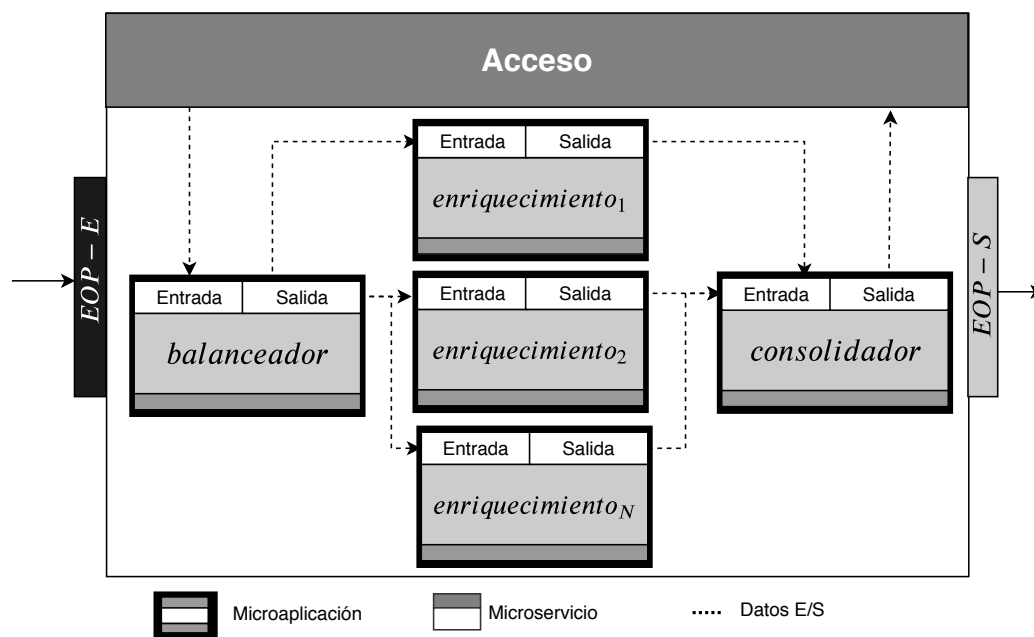 Acceso
Entrada Salida
enriquecimiento₁
EOP − E
EOP − S
Entrada Salida
balanceador
Entrada Salida
enriquecimiento₂
Entrada Salida
consolidador
Entrada Salida
enriquecimientoN
Microaplicación
Microservicio
Datos E/S